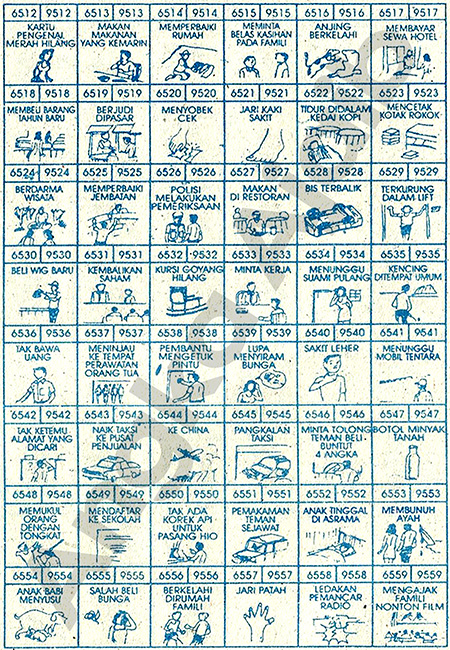 6512 9512
KARTU
PENGENAL
MERAH HILANG
6513 9513
MAKAN
MAKANAN
YANG KEMARIN
6514 9514
MEMPERBAIKI
RUMAH
6515 9515
MEMINTA
BELAS KASIHAN
PADA FAMILI
6516 9516
ANJING
BERKELAHI
6517 9517
MEMBAYAR
SEWA HOTEL
6518 9518
MEMBELI BARANG
TAHUN BARU
6519 9519
BERJUDI
DIPASAR
6520 9520
MENYOBEK
CEK
6521 9521
JARI KAKI
SAKIT
6522 9522
TIDUR DIDALAM
KEDAI KOPI
6523 9523
MENCETAK
KOTAK ROKOK
6524 9524
BERDARMA
WISATA
6525 9525
MEMPERBAIKI
JEMBATAN
6526 9526
POLISI
MELAKUKAN
PEMERIKSAAN
6527 9527
MAKAN
DI RESTORAN
6528 9528
BIS TERBALIK
6529 9529
TERKURUNG
DALAM LIFT
6530 9530
BELI WIG BARU
6531 9531
KEMBALIKAN
SAHAM
6532 9532
KURSI GOYANG
HILANG
6533 9533
MINTA KERJA
6534 9534
MENUNGGU
SUAMI PULANG
6535 9535
KENCING
DITEMPAT UMUM
6536 9536
TAK BAWA
UANG
6537 9537
MENINJAU
KE TEMPAT
PERAWATAN
ORANG TUA
6538 9538
PEMBANTU
MENGETUK
PINTU
6539 9539
LUPA
MENYIRAM
BUNGA
6540 9540
SAKIT LEHER
6541 9541
MENUNGGU
MOBIL TENTARA
6542 9542
TAK KETEMU
ALAMAT YANG
DICARI
6543 9543
NAIK TAKSI
KE PUSAT
PENJUALAN
6544 9544
KE CHINA
6545 9545
PANGKALAN
TAKSI
6546 9546
MINTA TOLONG
TEMAN BELI
BUNTUT
4 ANGKA
6547 9547
BOTOL MINYAK
TANAH
6548 9548
MEMUKUL
ORANG
DENGAN
TONGKAT
6549 9549
MENDAFTAR
KE SEKOLAH
6550 9550
TAK ADA
KOREK API
UNTUK
PASANG HIO
6551 9551
PEMAKAMAN
TEMAN
SEJAWAT
6552 9552
ANAK TINGGAL
DI ASRAMA
6553 9553
MEMBUNUH
AYAH
6554 9554
ANAK BABI
MENYUSU
6555 9555
SALAH BELI
BUNGA
6556 9556
BERKELAHI
DIRUMAH
FAMILI
6557 9557
JARI PATAH
6558 9558
LEDAKAN
PEMANCAR
RADIO
6559 9559
MENGAJAK
FAMILI
NONTON FILM